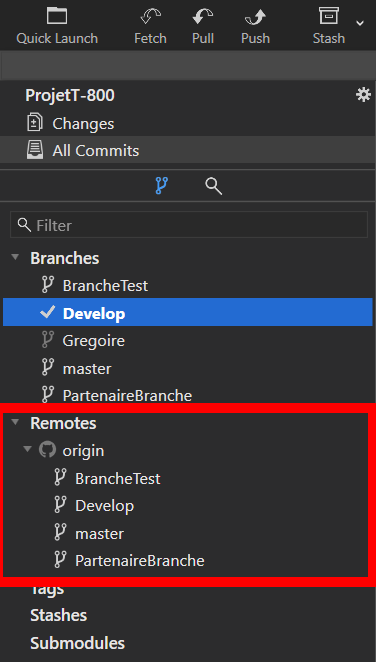 Quick Launch Fetch Pull Push Stash
ProjetT-800
Changes
All Commits
Filter
Branches
BrancheTest
Develop
Gregoire
master
PartenaireBranche
Remotes
origin
BrancheTest
Develop
master
PartenaireBranche
Tags
Stashes
Submodules